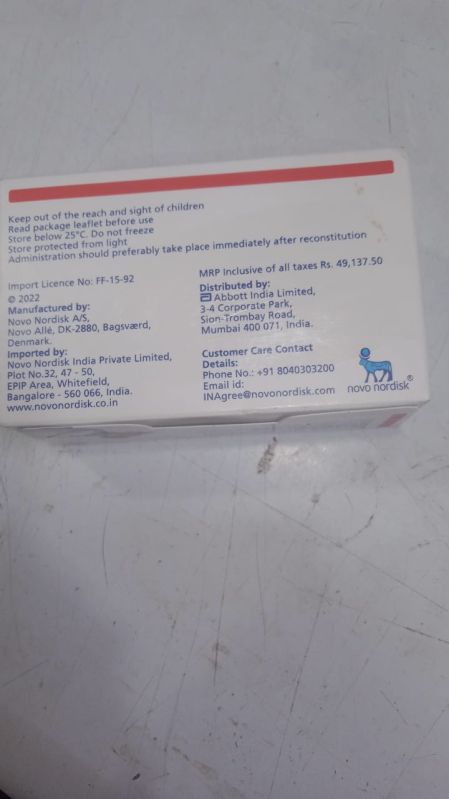 Keep out of the reach and sight of children
Read package leaflet before use
Store below 25°C. Do not freeze
Store protected from light
Administration should preferably take place immediately after reconstitution
Import Licence No: FF-15-92
© 2022
Manufactured by:
Novo Nordisk A/S,
Novo Allé, DK-2880, Bagsværd,
Denmark.
Imported by:
Novo Nordisk India Private Limited,
Plot No.32, 47 - 50,
EPIP Area, Whitefield,
Bangalore - 560 066, India.
www.novonordisk.co.in
MRP Inclusive of all taxes Rs. 49,137.50
Distributed by:
Abbott India Limited,
3-4 Corporate Park,
Sion-Trombay Road,
Mumbai 400 071, India.
Customer Care Contact
Details:
Phone No.: +91 8040303200
Email id:
INAgree@novonordisk.com
novo nordisk®